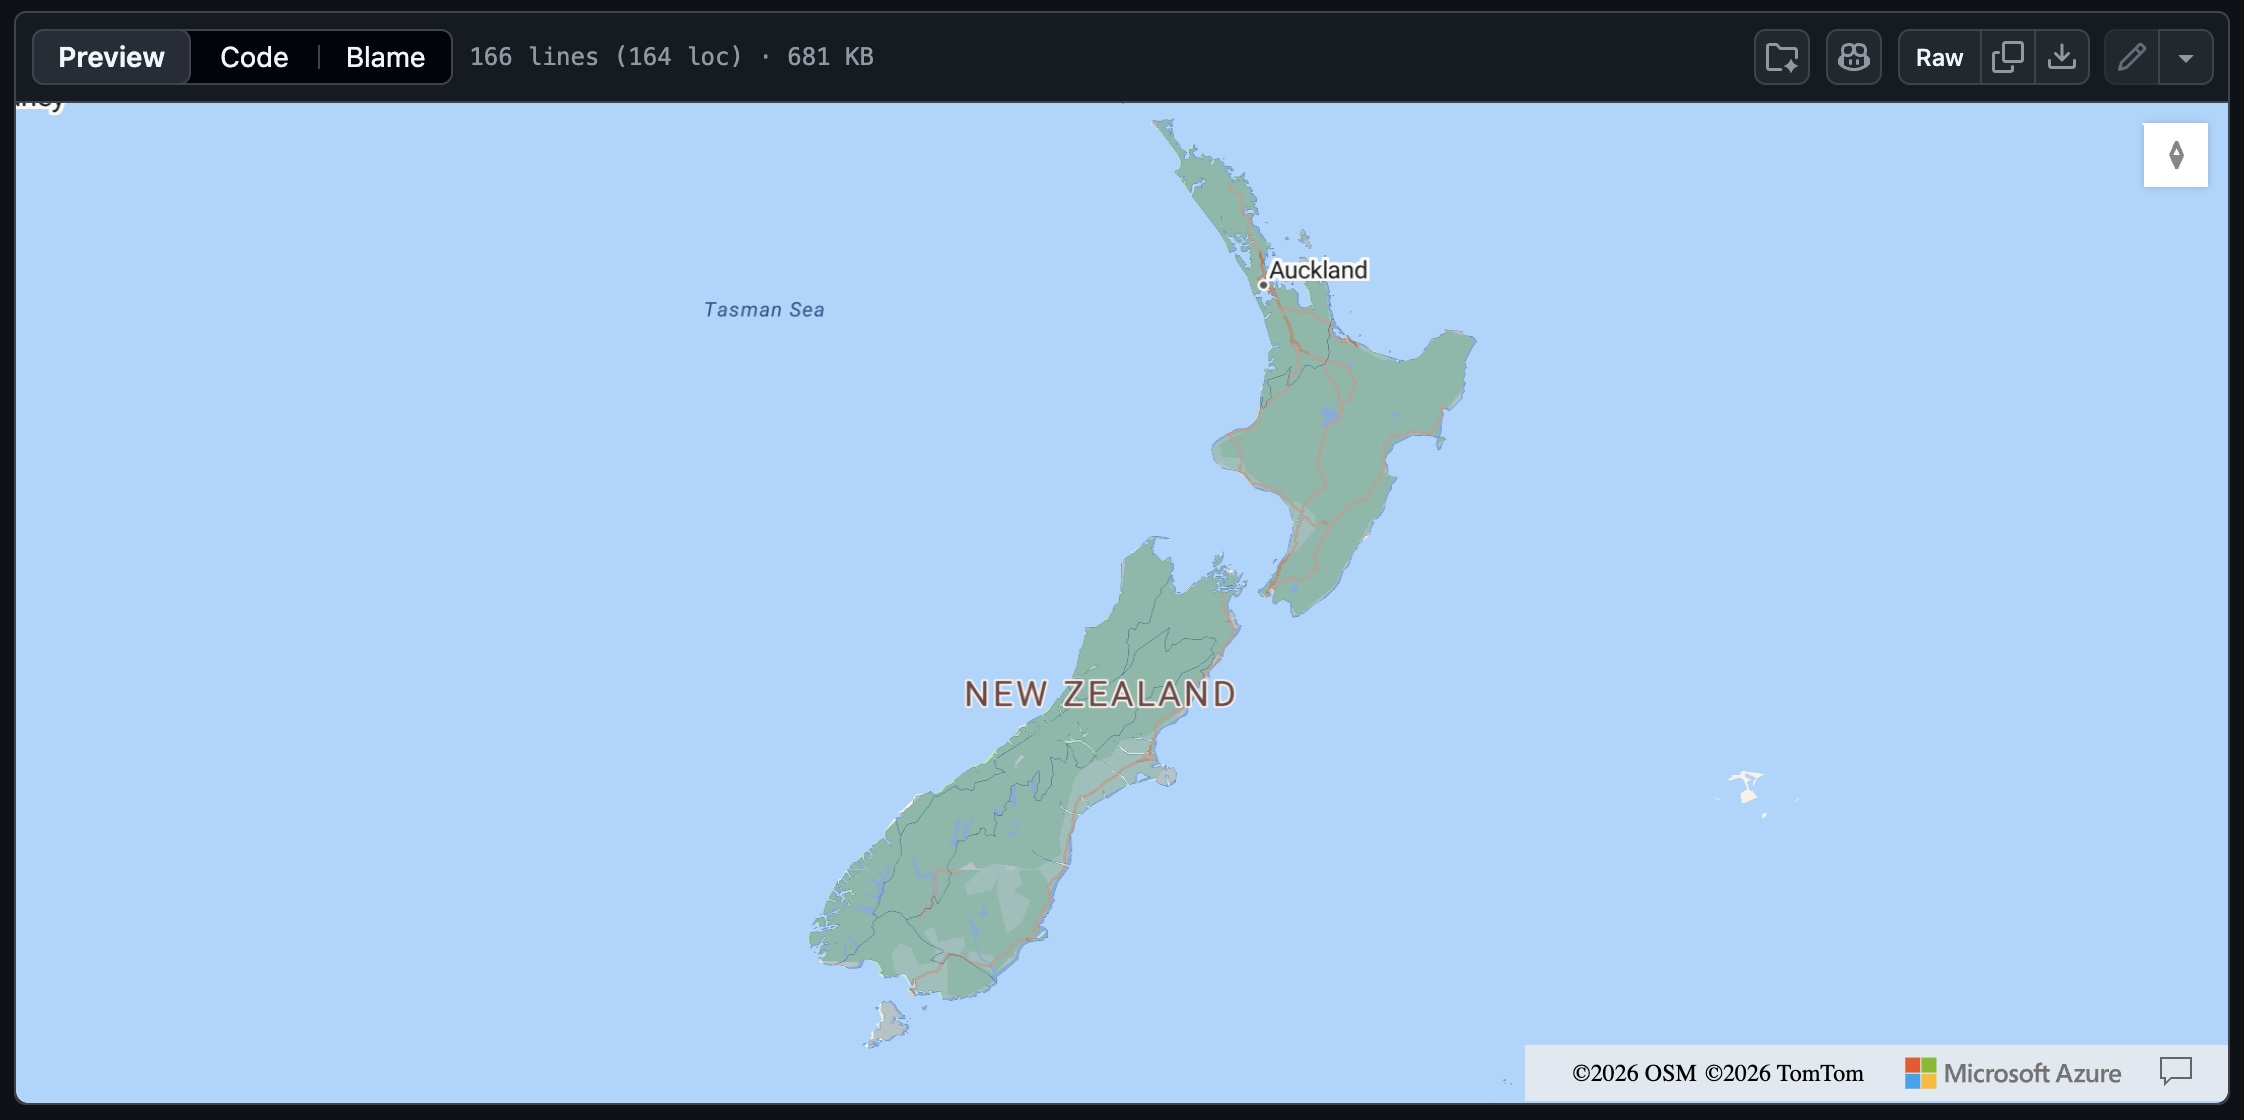 Preview Code Blame 166 lines (164 loc) · 681 KB Raw
Auckland
Tasman Sea
NEW ZEALAND
©2026 OSM ©2026 TomTom Microsoft Azure